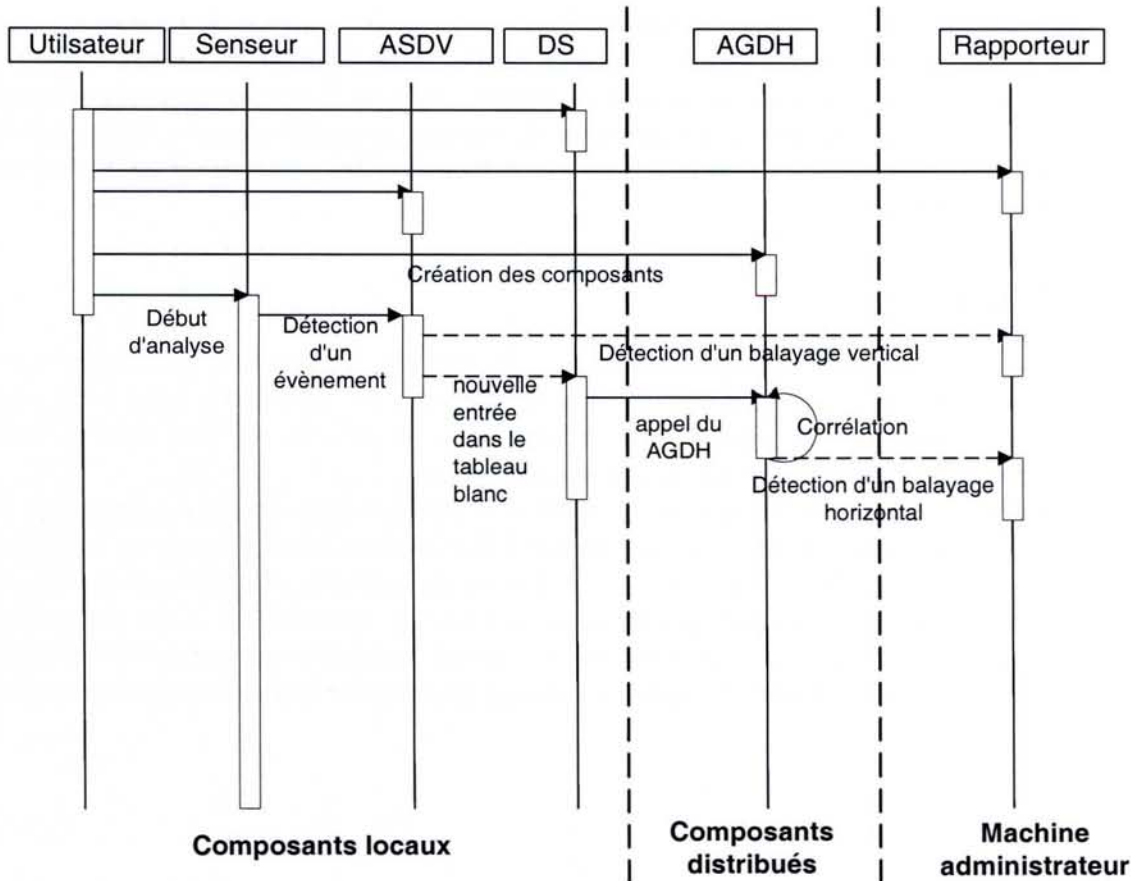 Utilsateur
Senseur
ASDV
DS
AGDH
Rapporteur
Création des composants
Début
d'analyse
Détection
d'un
évènement
Détection d'un balayage vertical
nouvelle
entrée
dans le
tableau
blanc
appel du
AGDH
Corrélation
Détection d'un balayage
horizontal
Composants locaux
Composants
distribués
Machine
administrateur